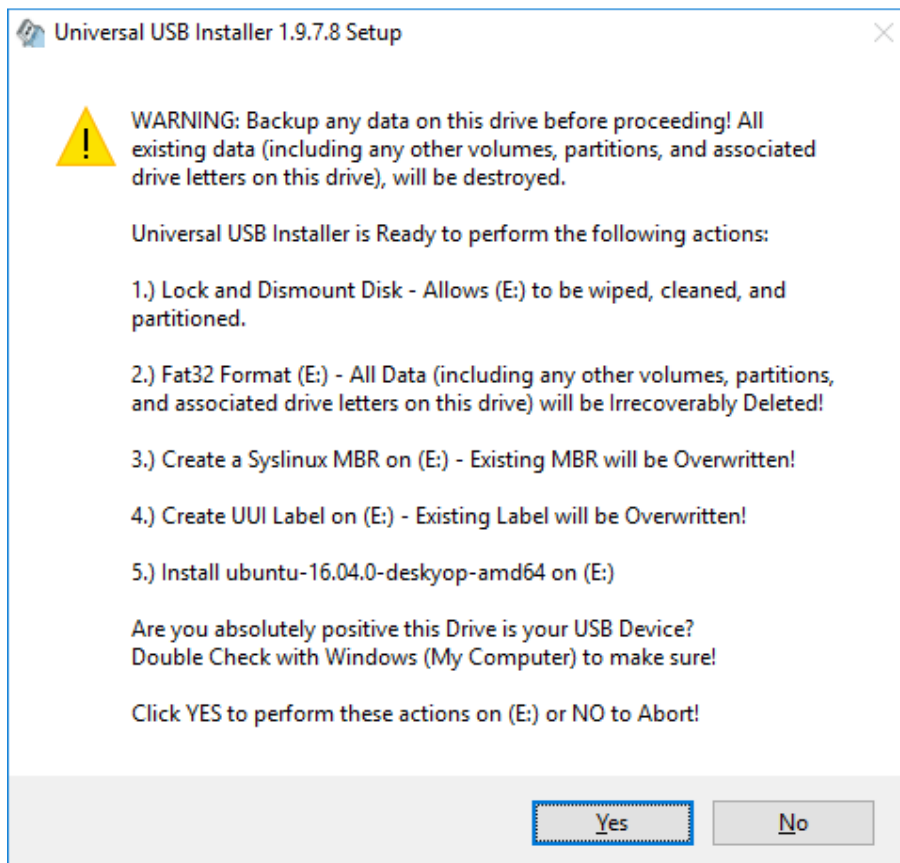 Universal USB Installer 1.9.7.8 Setup
WARNING: Backup any data on this drive before proceeding! All
existing data (including any other volumes, partitions, and associated
drive letters on this drive), will be destroyed.
Universal USB Installer is Ready to perform the following actions:
1.) Lock and Dismount Disk - Allows (E:) to be wiped, cleaned, and
partitioned.
2.) Fat32 Format (E:) - All Data (including any other volumes, partitions,
and associated drive letters on this drive) will be Irrecoverably Deleted!
3.) Create a Syslinux MBR on (E:) - Existing MBR will be Overwritten!
4.) Create UUI Label on (E:) - Existing Label will be Overwritten!
5.) Install ubuntu-16.04.0-deskyop-amd64 on (E:)
Are you absolutely positive this Drive is your USB Device?
Double Check with Windows (My Computer) to make sure!
Click YES to perform these actions on (E:) or NO to Abort!
Yes No